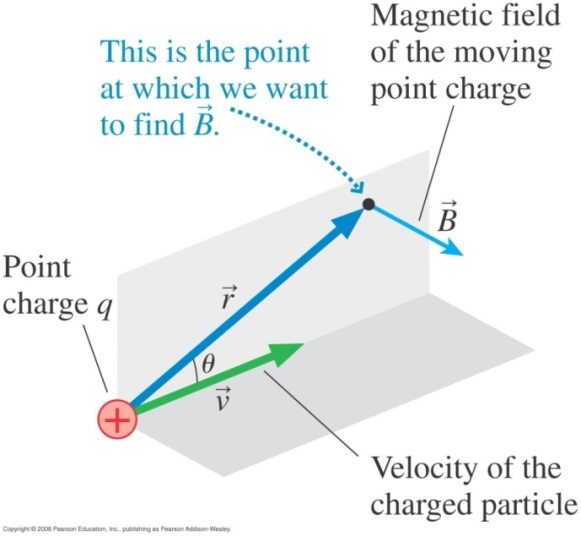 Magnetic field
of the moving
point charge
This is the point
at which we want
to find B⃗.
B⃗
Point
charge q
r⃗
θ
v⃗
+
Velocity of the
charged particle
Copyright © 2008 Pearson Education, Inc., publishing as Pearson Addison-Wesley.